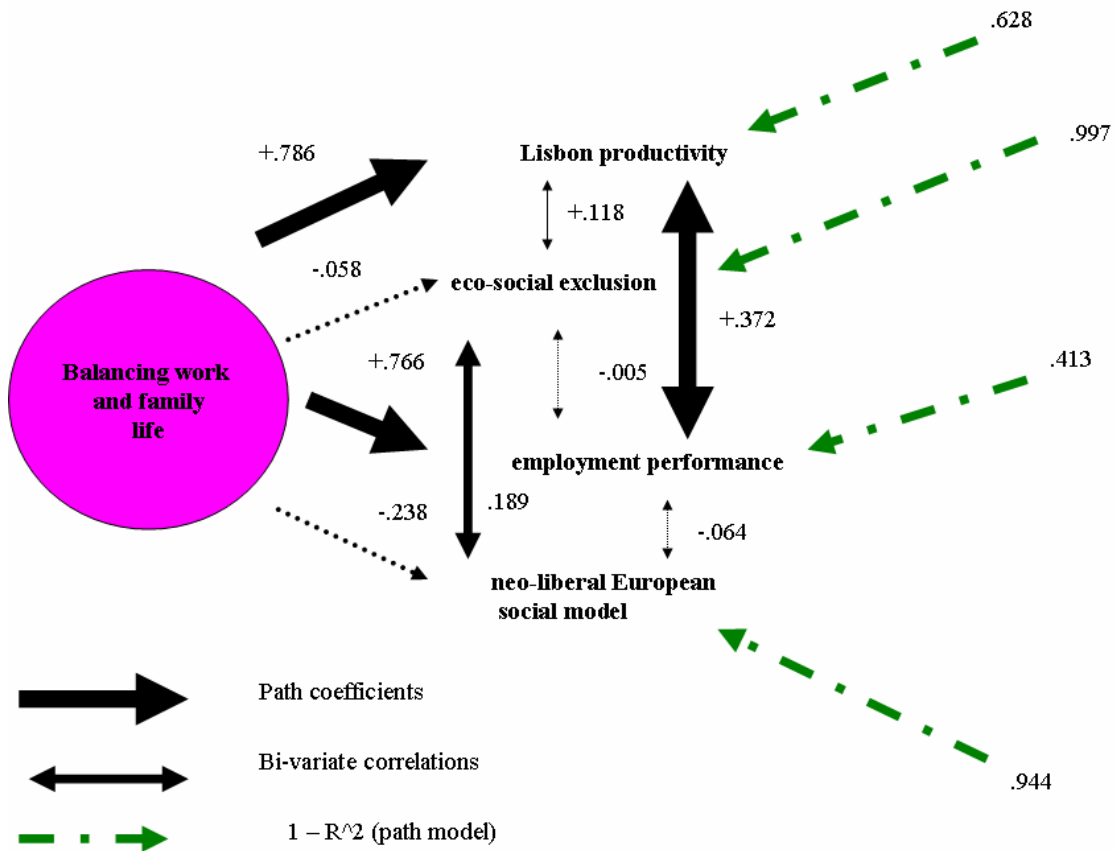 .628
.997
+.786
Lisbon productivity
+.118
-.058
eco-social exclusion
+.372
+.766
-.005
.413
Balancing work
and family
life
employment performance
-.238
.189
-.064
neo-liberal European
social model
Path coefficients
Bi-variate correlations
.944
1 – R^2 (path model)